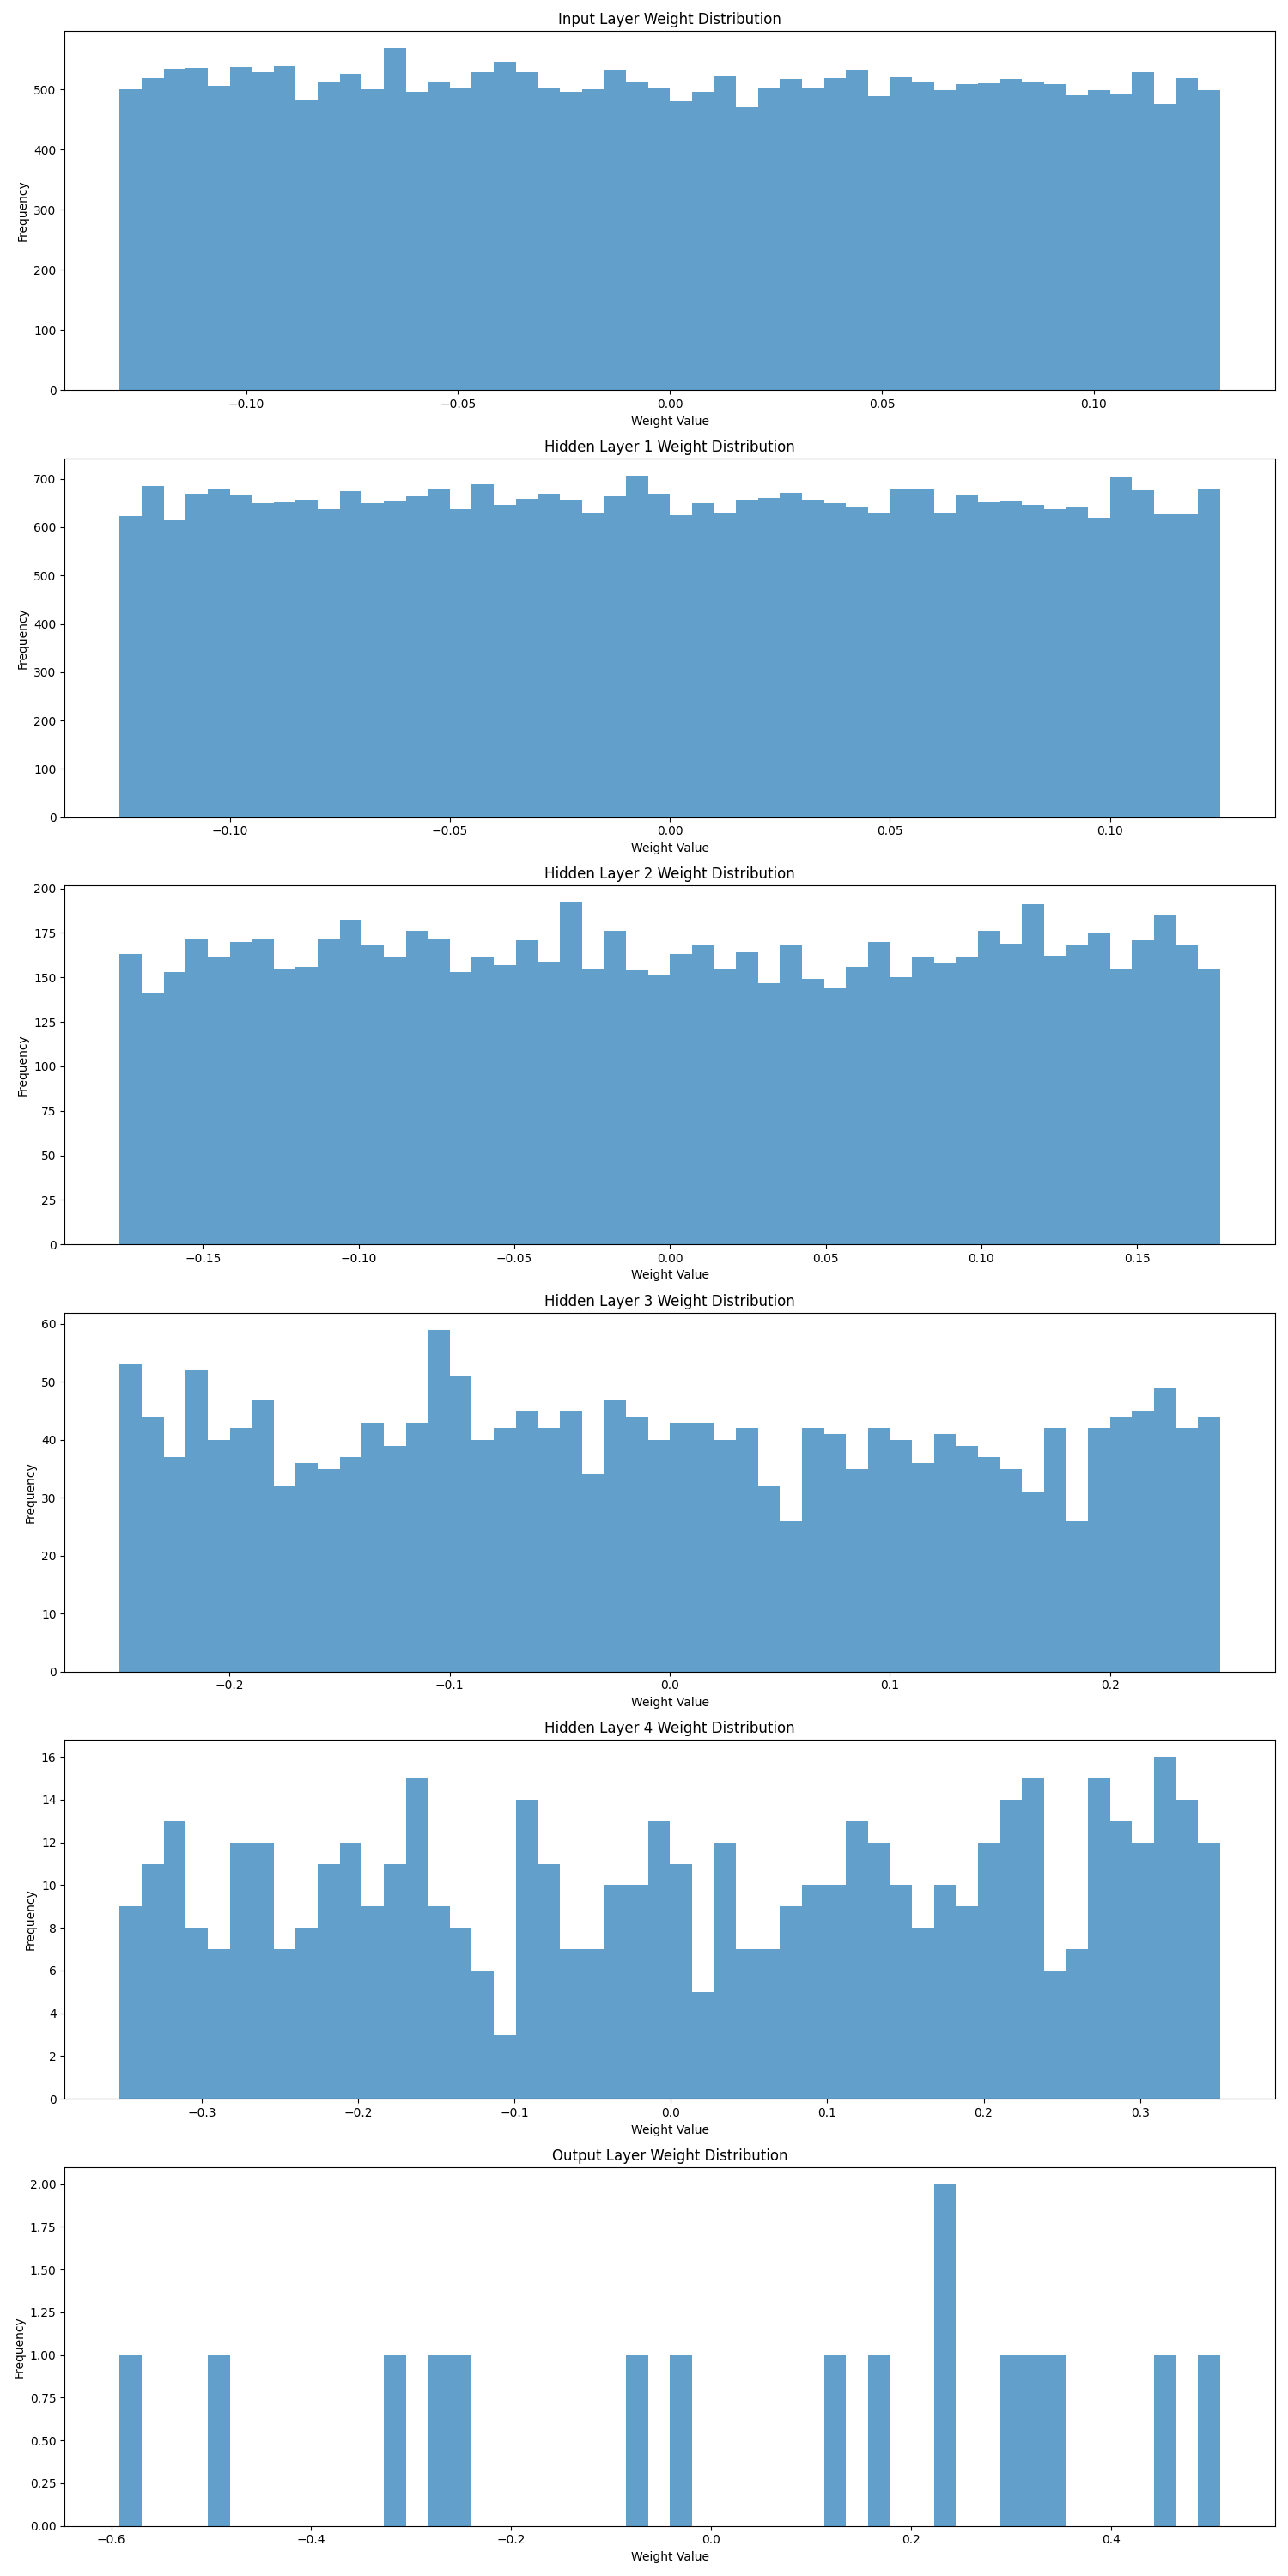 Input Layer Weight Distribution
500
400
300
200
100
0
Frequency
−0.10 −0.05 0.00 0.05 0.10
Weight Value
Hidden Layer 1 Weight Distribution
700
600
500
400
300
200
100
0
Frequency
−0.10 −0.05 0.00 0.05 0.10
Weight Value
Hidden Layer 2 Weight Distribution
200
175
150
125
100
75
50
25
0
Frequency
−0.15 −0.10 −0.05 0.00 0.05 0.10 0.15
Weight Value
Hidden Layer 3 Weight Distribution
60
50
40
30
20
10
0
Frequency
−0.2 −0.1 0.0 0.1 0.2
Weight Value
Hidden Layer 4 Weight Distribution
16
14
12
10
8
6
4
2
0
Frequency
−0.3 −0.2 −0.1 0.0 0.1 0.2 0.3
Weight Value
Output Layer Weight Distribution
2.00
1.75
1.50
1.25
1.00
0.75
0.50
0.25
0.00
Frequency
−0.6 −0.4 −0.2 0.0 0.2 0.4
Weight Value